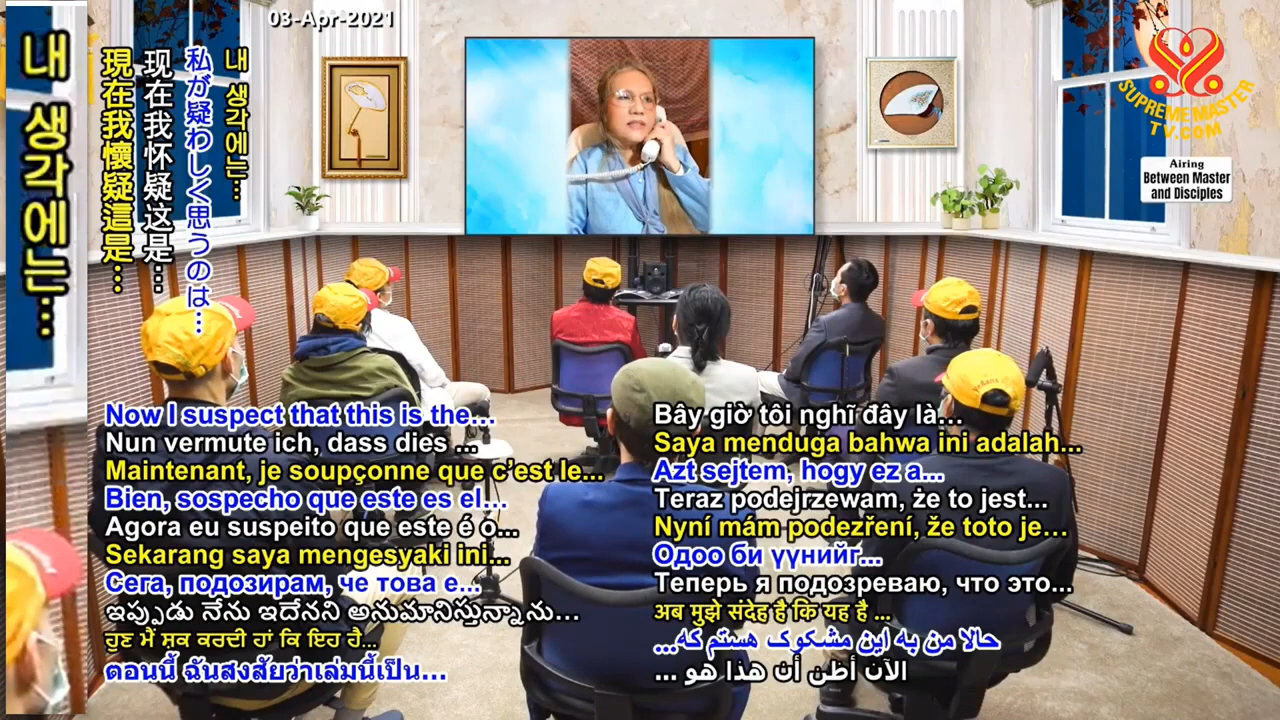 03-Apr-2021
SUPREME MASTER
TV.COM
Airing
Between Master
and Disciples
내 생각에는...
내 생각에는...
私が疑わしく思うのは...
现在我怀疑这是...
現在我懷疑這是...
Now I suspect that this is the...
Nun vermute ich, dass dies ...
Maintenant, je soupçonne que c’est le...
Bien, sospecho que este es el...
Agora eu suspeito que este é o...
Sekarang saya mengesyaki ini...
Сега, подозирам, че това е...
ఇప్పుడు నేను ఇదేనని అనుమానిస్తున్నాను...
ਹੁਣ ਮੈਂ ਸ਼ਕ ਕਰਦੀ ਹਾਂ ਕਿ ਇਹ ਹੈ...
ตอนนี้ ฉันสงสัยว่าเล่มนี้เป็น...
Bây giờ tôi nghĩ đây là...
Saya menduga bahwa ini adalah...
Azt sejtem, hogy ez a...
Teraz podejrzewam, że to jest...
Nyní mám podezření, že toto je...
Одоо би үүнийг...
Теперь я подозреваю, что это...
अब मुझे संदेह है कि यह है ...
حالا من به این مشکوک هستم که...
الآن أظن أن هذا هو ...